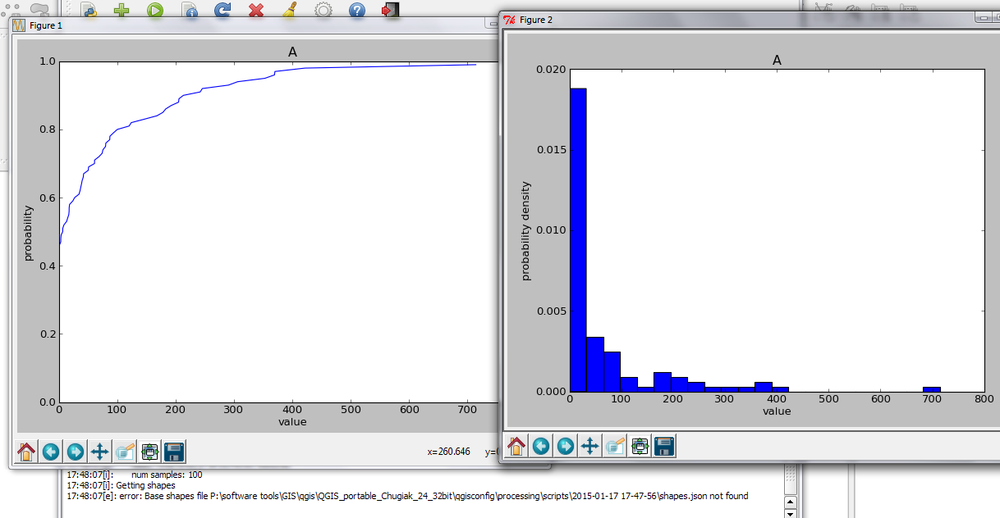 Figure 1
A
1.0
0.8
0.6
0.4
0.2
0.0
probability
0
100
200
300
400
500
600
700
value
x=260.646
Figure 2
A
0.020
0.015
0.010
0.005
0.000
probability density
0
100
200
300
400
500
600
700
800
value
17:48:07[i]: num samples: 100
17:48:07[i]: Getting shapes
17:48:07[e]: error: Base shapes file P:\software tools\GIS\qgis\QGIS_portable_Chugiak_24_32bit\qgisconfig\processing\scripts\2015-01-17 17-47-56\shapes.json not found